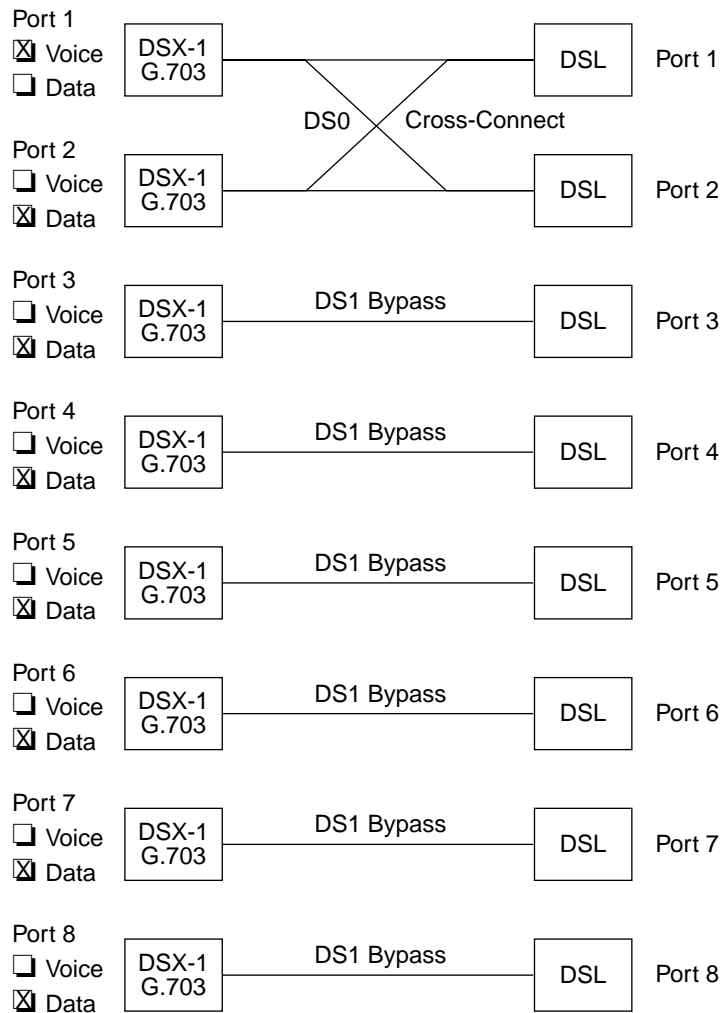 Port 1
Voice
Data
DSX-1
G.703
DSL
Port 1
DS0
Cross-Connect
Port 2
Voice
Data
DSX-1
G.703
DSL
Port 2
Port 3
Voice
Data
DSX-1
G.703
DS1 Bypass
DSL
Port 3
Port 4
Voice
Data
DSX-1
G.703
DS1 Bypass
DSL
Port 4
Port 5
Voice
Data
DSX-1
G.703
DS1 Bypass
DSL
Port 5
Port 6
Voice
Data
DSX-1
G.703
DS1 Bypass
DSL
Port 6
Port 7
Voice
Data
DSX-1
G.703
DS1 Bypass
DSL
Port 7
Port 8
Voice
Data
DSX-1
G.703
DS1 Bypass
DSL
Port 8